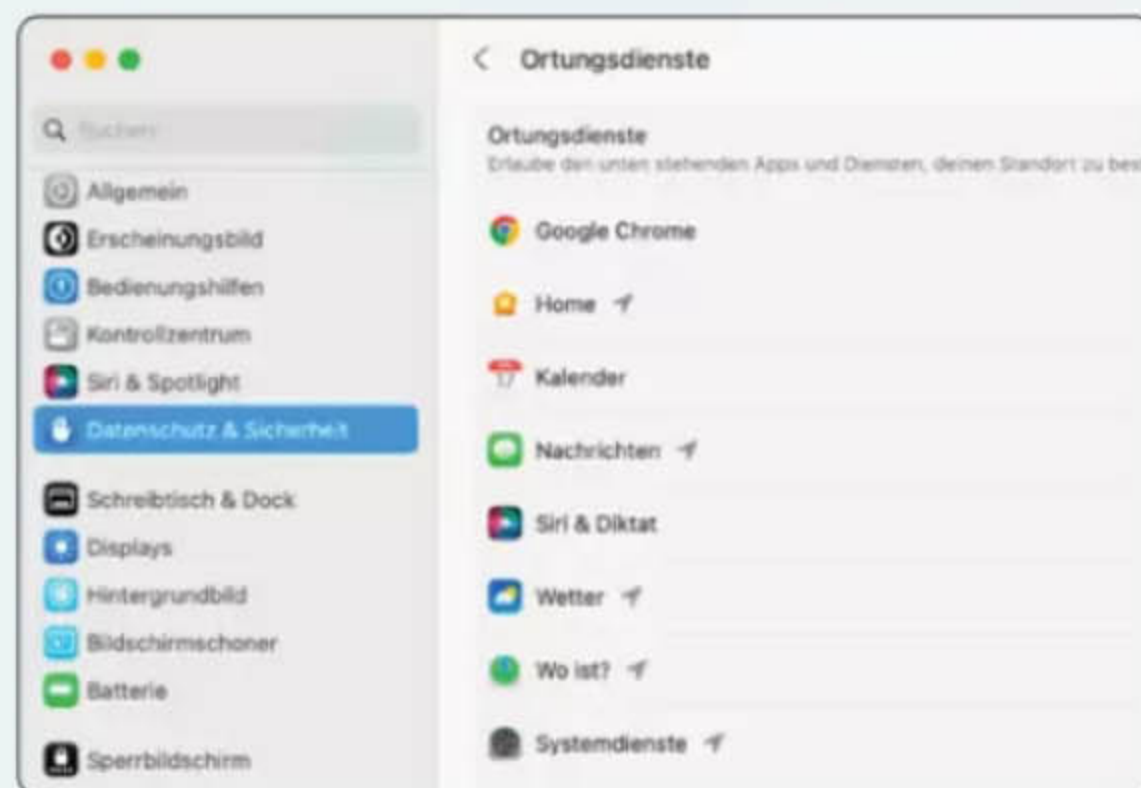 Suchen
Allgemein
Erscheinungsbild
Bedienungshilfen
Kontrollzentrum
Siri & Spotlight
Datenschutz & Sicherheit
Schreibtisch & Dock
Displays
Hintergrundbild
Bildschirmschoner
Batterie
Sperrbildschirm
Ortungsdienste
Ortungsdienste
Erlaube den unten stehenden Apps und Diensten, deinen Standort zu
Google Chrome
Home
17
Kalender
Nachrichten
Siri & Diktat
Wetter
Wo ist?
Systemdienste